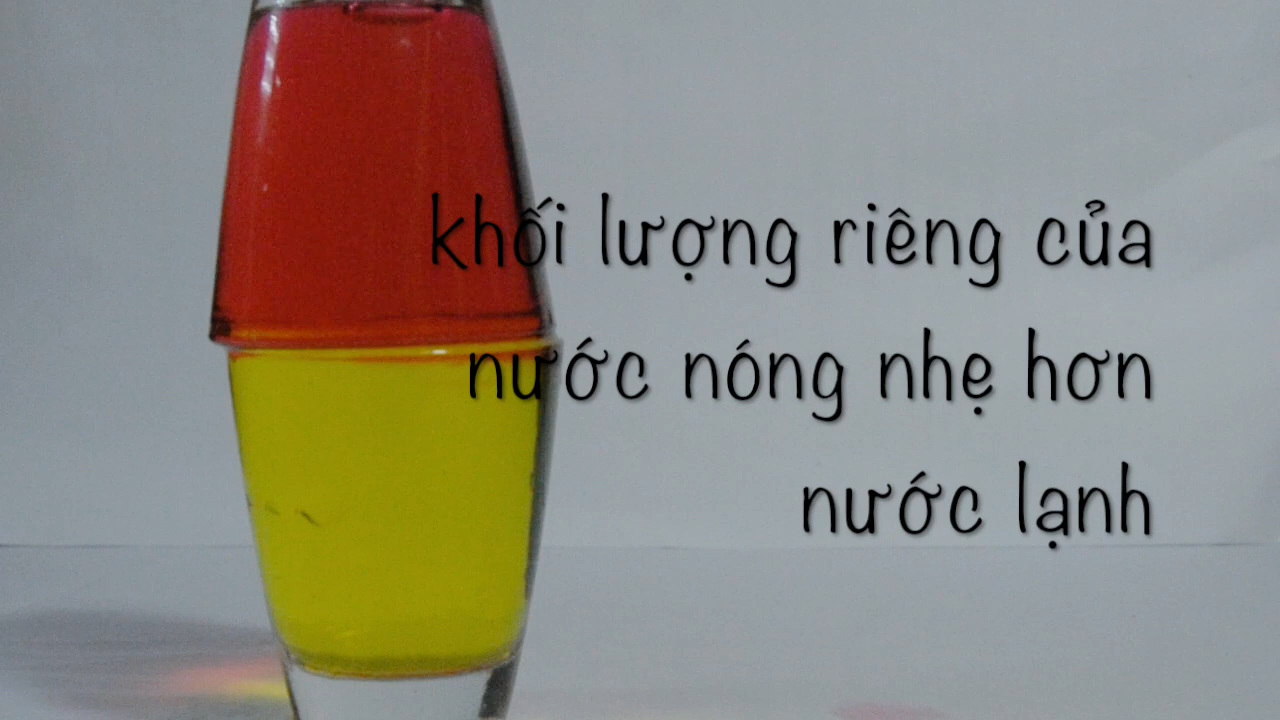 khối lượng riêng của
nước nóng nhẹ hơn
nước lạnh